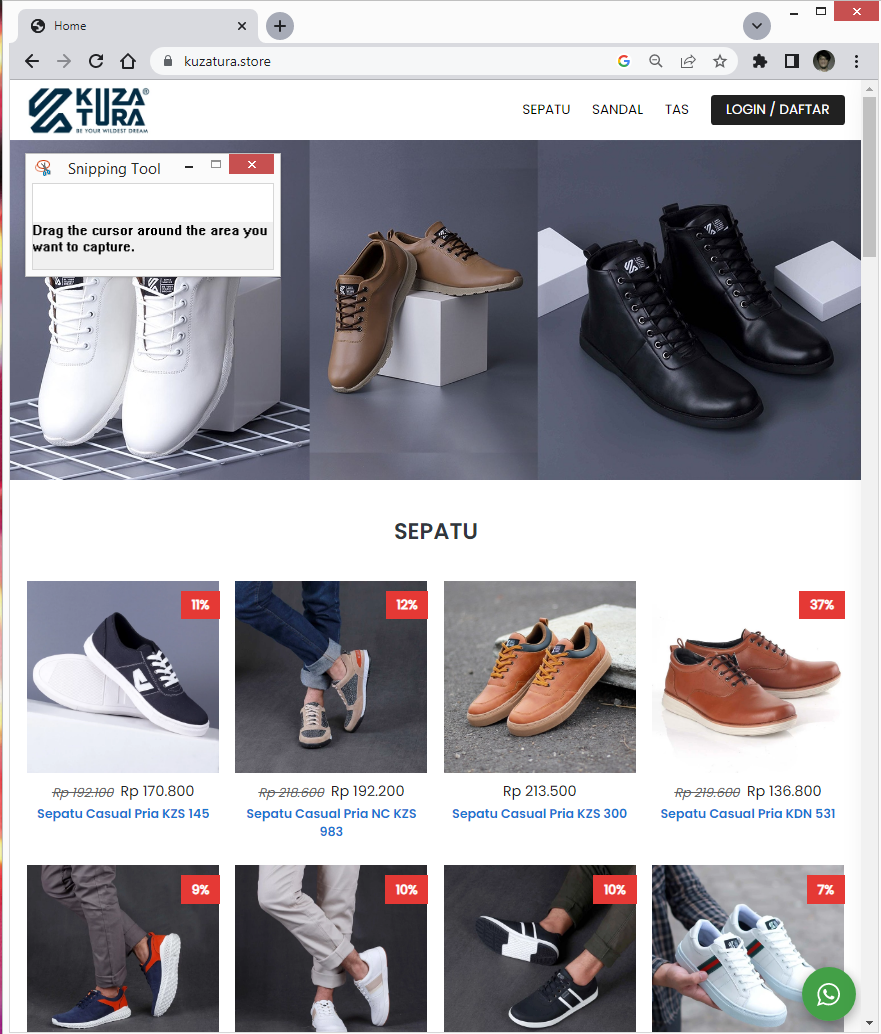 Home
kuzatura.store
KUZA
TURA®
BE YOUR WILDEST DREAM
SEPATU SANDAL TAS LOGIN / DAFTAR
Snipping Tool
Drag the cursor around the area you
want to capture.
SEPATU
11%
12%
37%
Rp 192.100 Rp 170.800
Sepatu Casual Pria KZS 145
Rp 218.600 Rp 192.200
Sepatu Casual Pria NC KZS
983
Rp 213.500
Sepatu Casual Pria KZS 300
Rp 219.600 Rp 136.800
Sepatu Casual Pria KDN 531
9%
10%
10%
7%